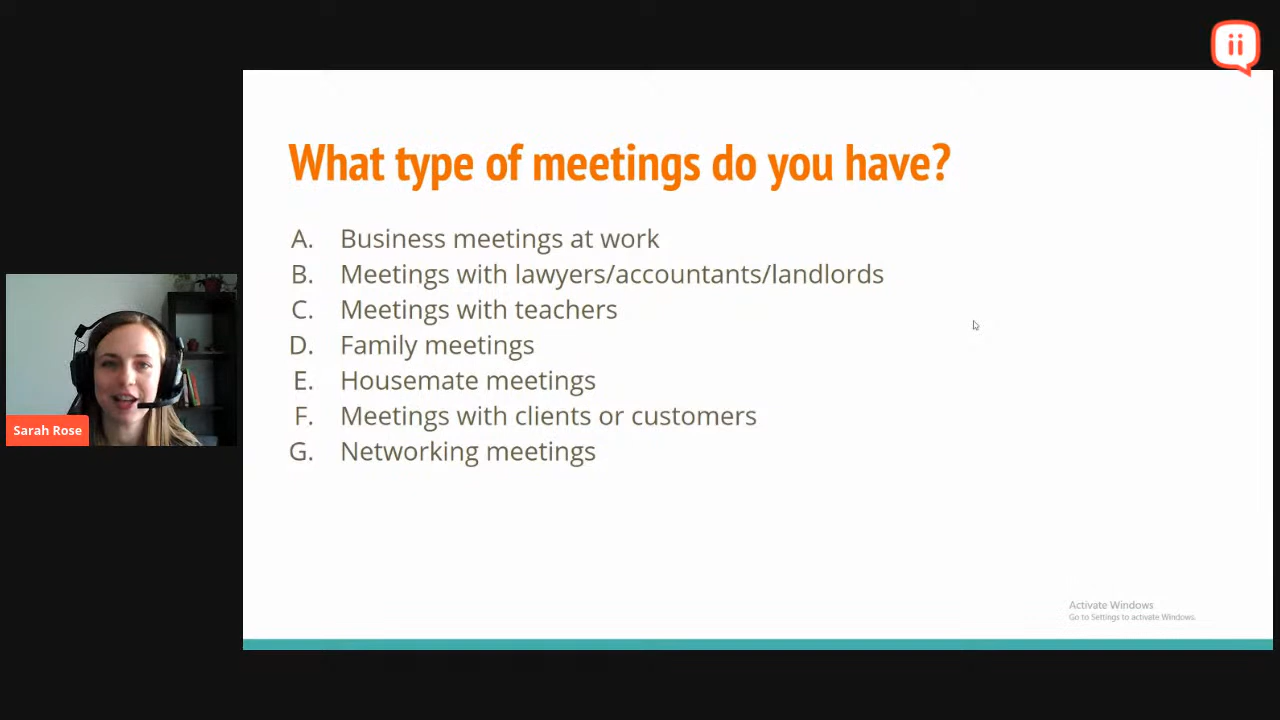 What type of meetings do you have?
A. Business meetings at work
B. Meetings with lawyers/accountants/landlords
C. Meetings with teachers
D. Family meetings
E. Housemate meetings
F. Meetings with clients or customers
G. Networking meetings
Sarah Rose
Activate Windows
Go to Settings to activate Windows.